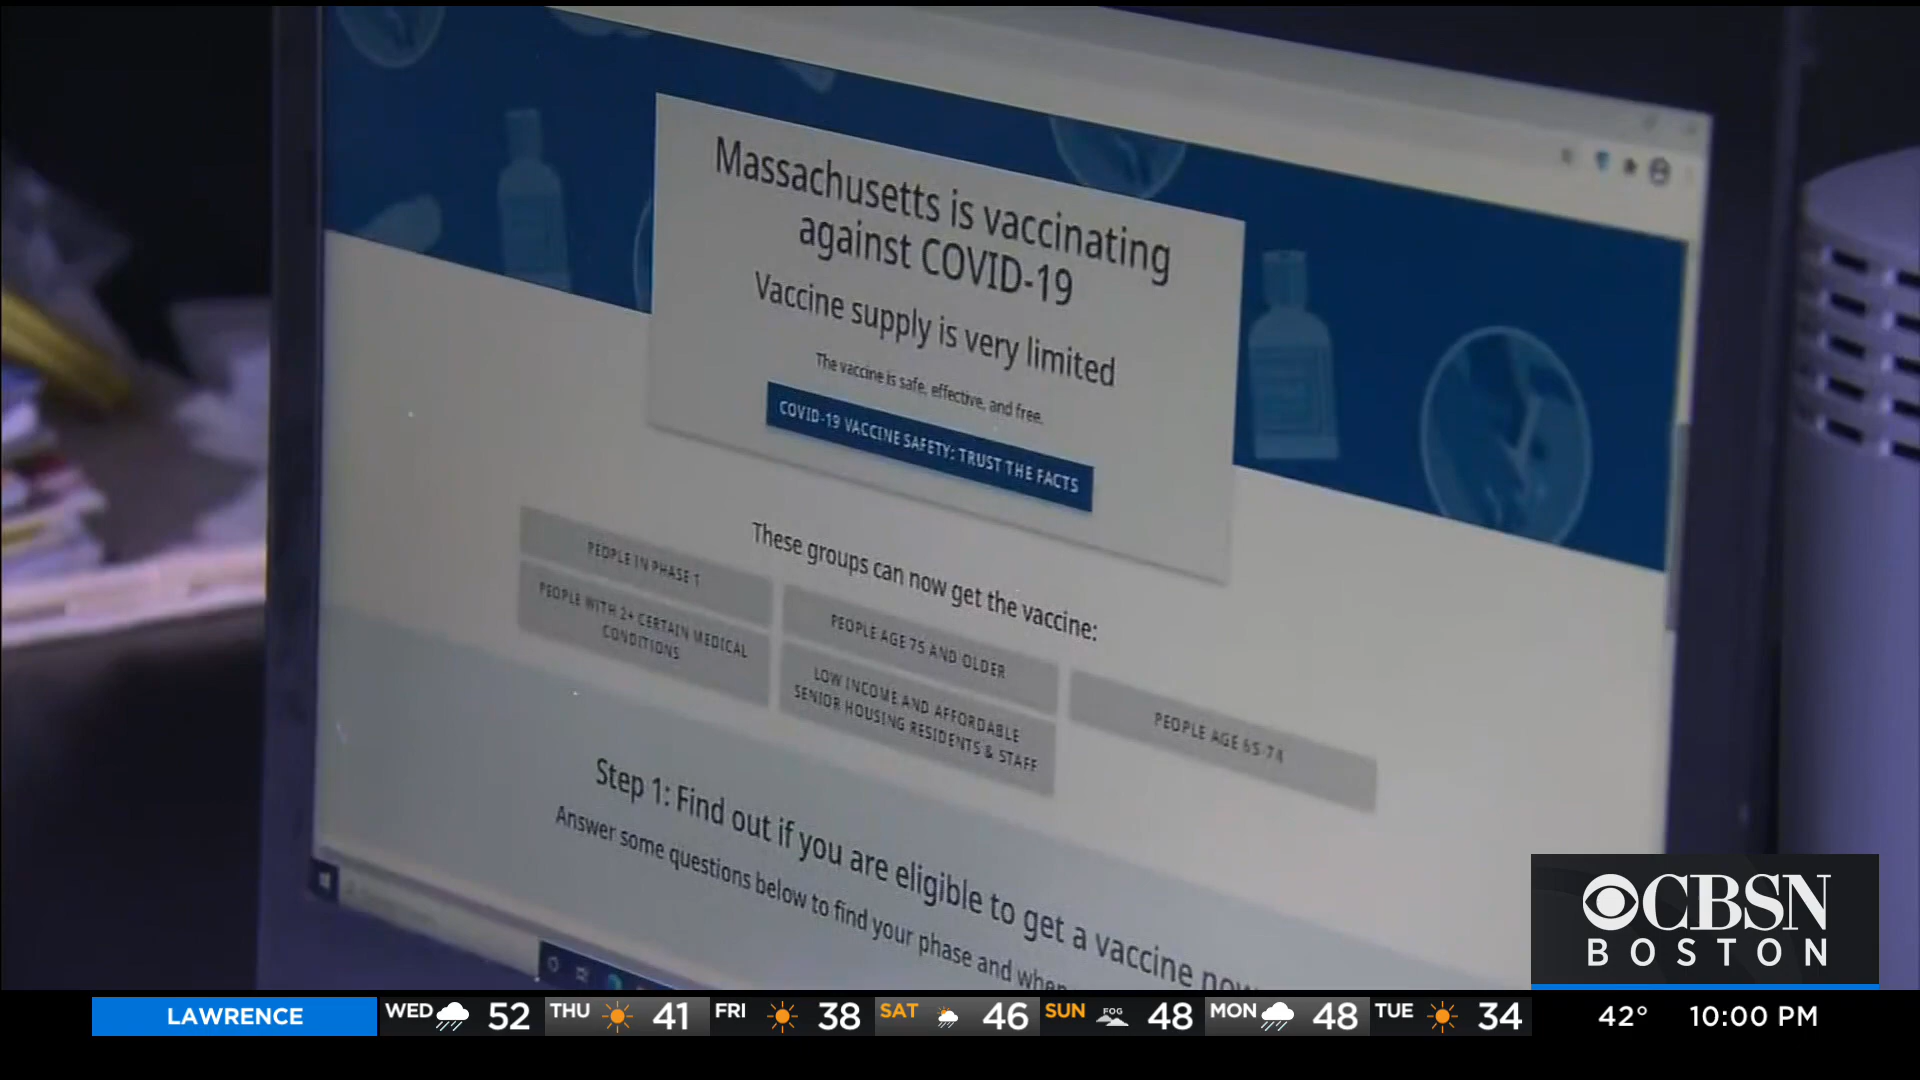 Massachusetts is vaccinating
against COVID-19
Vaccine supply is very limited
The vaccine is safe, effective, and free.
COVID-19 VACCINE SAFETY: TRUST THE FACTS
These groups can now get the vaccine:
PEOPLE IN PHASE 1
PEOPLE AGE 75 AND OLDER
PEOPLE AGE 65-74
PEOPLE WITH 2+ CERTAIN MEDICAL
CONDITIONS
LOW INCOME AND AFFORDABLE
SENIOR HOUSING RESIDENTS & STAFF
Step 1: Find out if you are eligible to get a vaccine now
Answer some questions below to find your phase and when
CBSN
BOSTON
LAWRENCE WED 52 THU 41 FRI 38 SAT 46 SUN FOG 48 MON 48 TUE 34 42° 10:00 PM